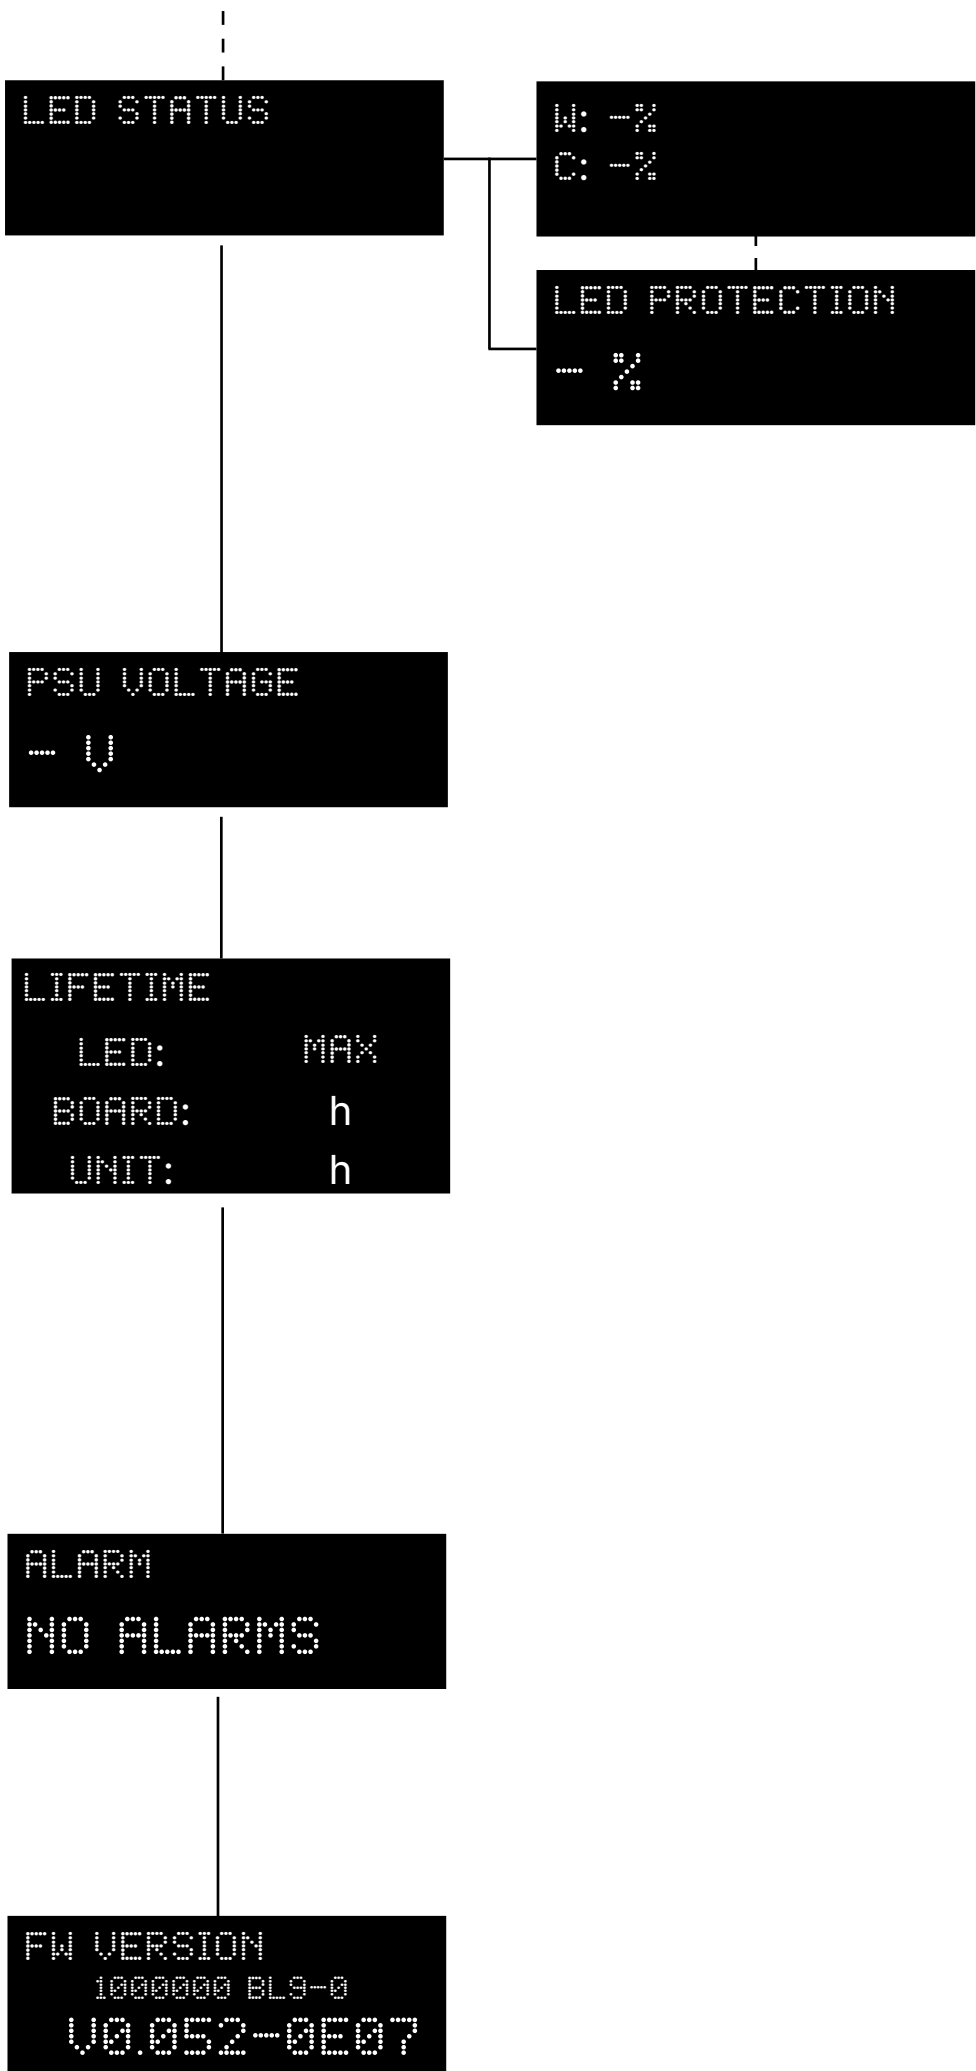 LED STATUS
W: -%
C: -%
LED PROTECTION
- %
PSU VOLTAGE
- V
LIFETIME
LED: MAX
BOARD: h
UNIT: h
ALARM
NO ALARMS
FW VERSION
1000000 BL9-0
V0.052-0E07